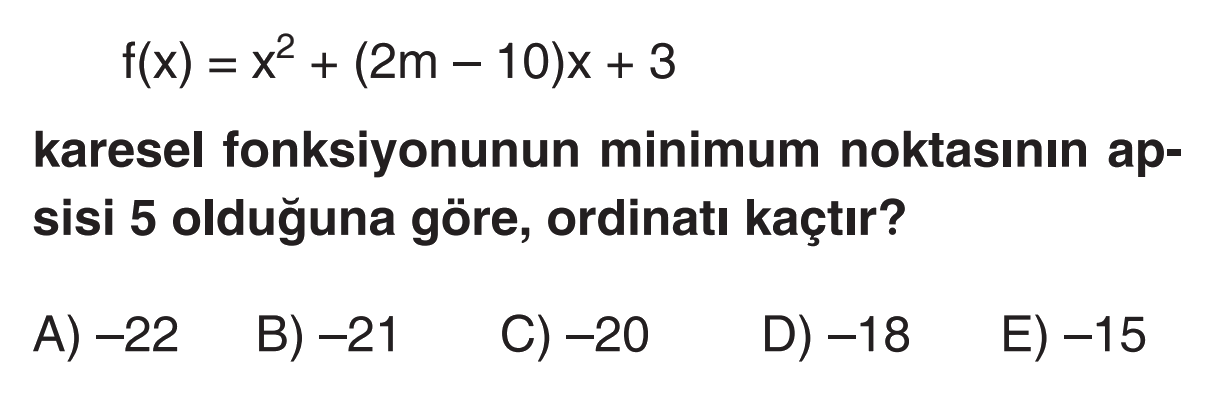 f(x) = x² + (2m – 10)x + 3
karesel fonksiyonunun minimum noktasının ap-
sisi 5 olduğuna göre, ordinatı kaçtır?
A) –22 B) –21 C) –20 D) –18 E) –15